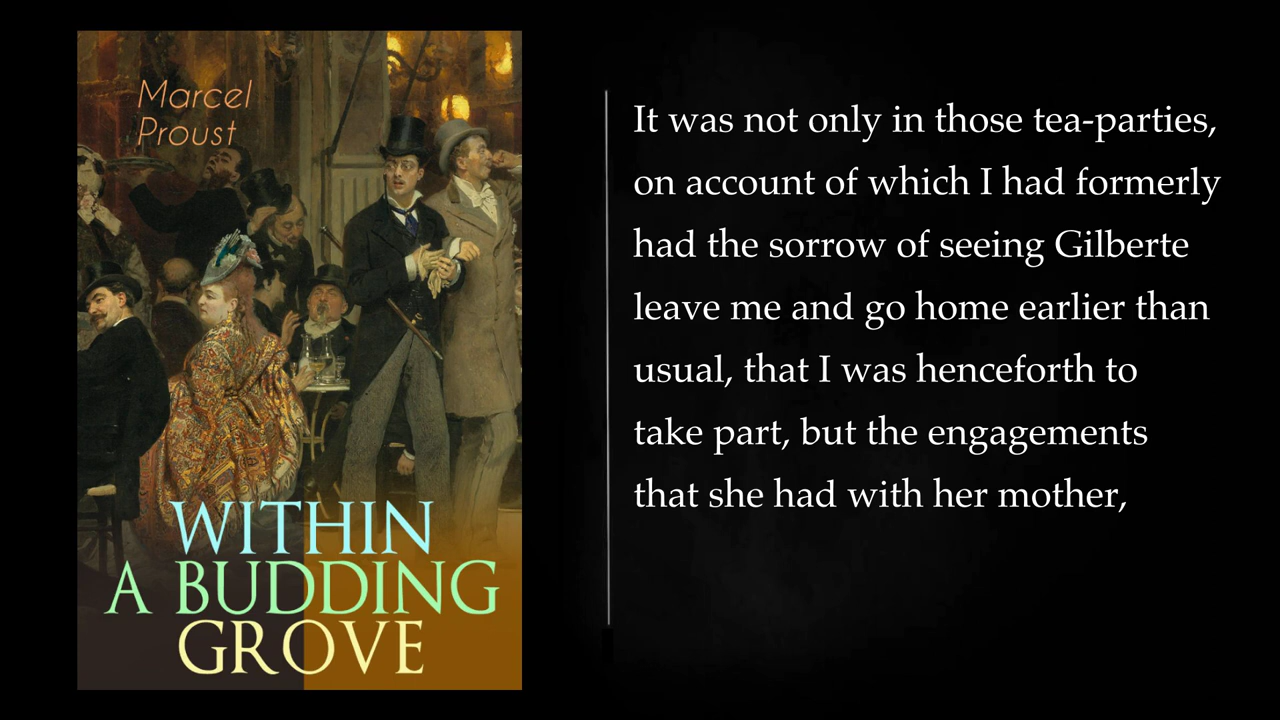 Marcel
Proust
WITHIN
A BUDDING
GROVE
It was not only in those tea-parties,
on account of which I had formerly
had the sorrow of seeing Gilberte
leave me and go home earlier than
usual, that I was henceforth to
take part, but the engagements
that she had with her mother,